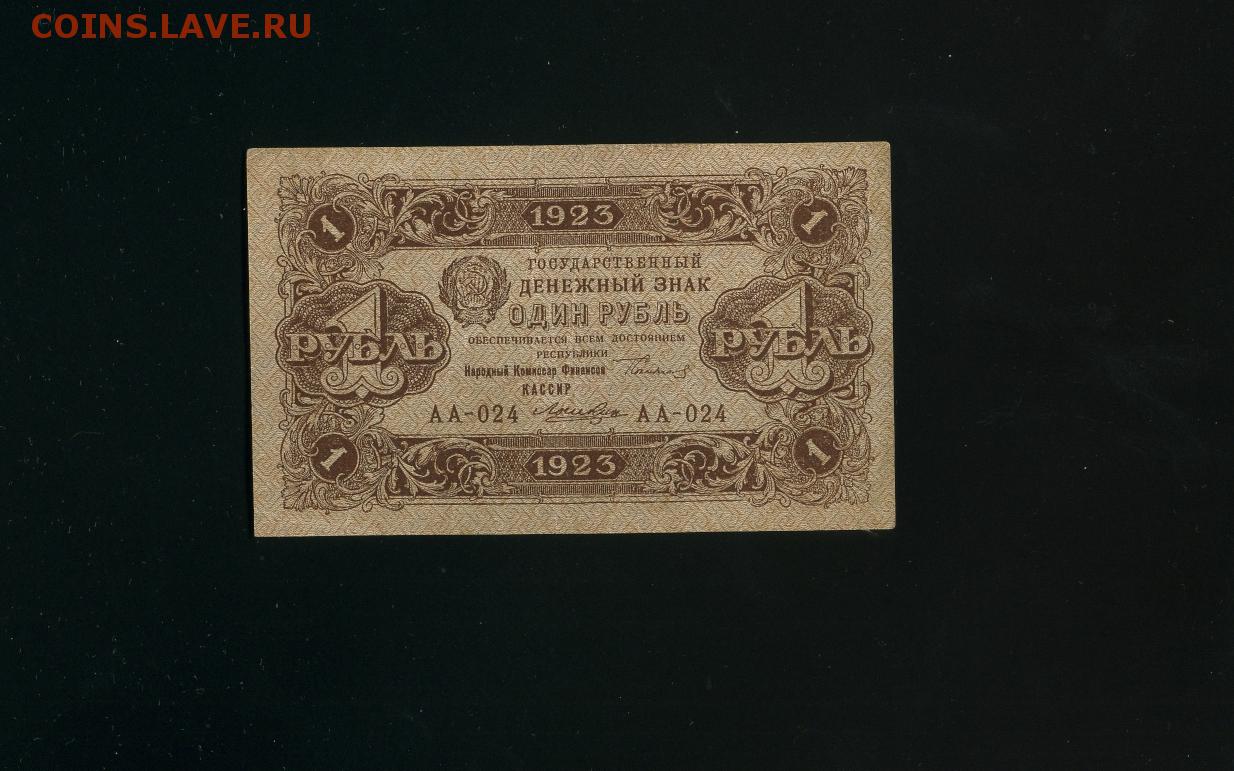 COINS.LAVE.RU
1 1923 1
ГОСУДАРСТВЕННЫЙ
ДЕНЕЖНЫЙ ЗНАК
ОДИН РУБЛЬ
1 РУБЛЬ 1 РУБЛЬ
ОБЕСПЕЧИВАЕТСЯ ВСЕМ ДОСТОЯНИЕМ
РЕСПУБЛИКИ
Народный Комиссар Финансов
КАССИР
АА-024 АА-024
1 1923 1